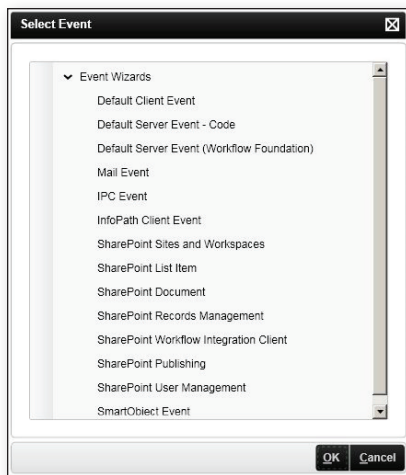 Select Event
Event Wizards
Default Client Event
Default Server Event - Code
Default Server Event (Workflow Foundation)
Mail Event
IPC Event
InfoPath Client Event
SharePoint Sites and Workspaces
SharePoint List Item
SharePoint Document
SharePoint Records Management
SharePoint Workflow Integration Client
SharePoint Publishing
SharePoint User Management
SmartObject Event
OK Cancel